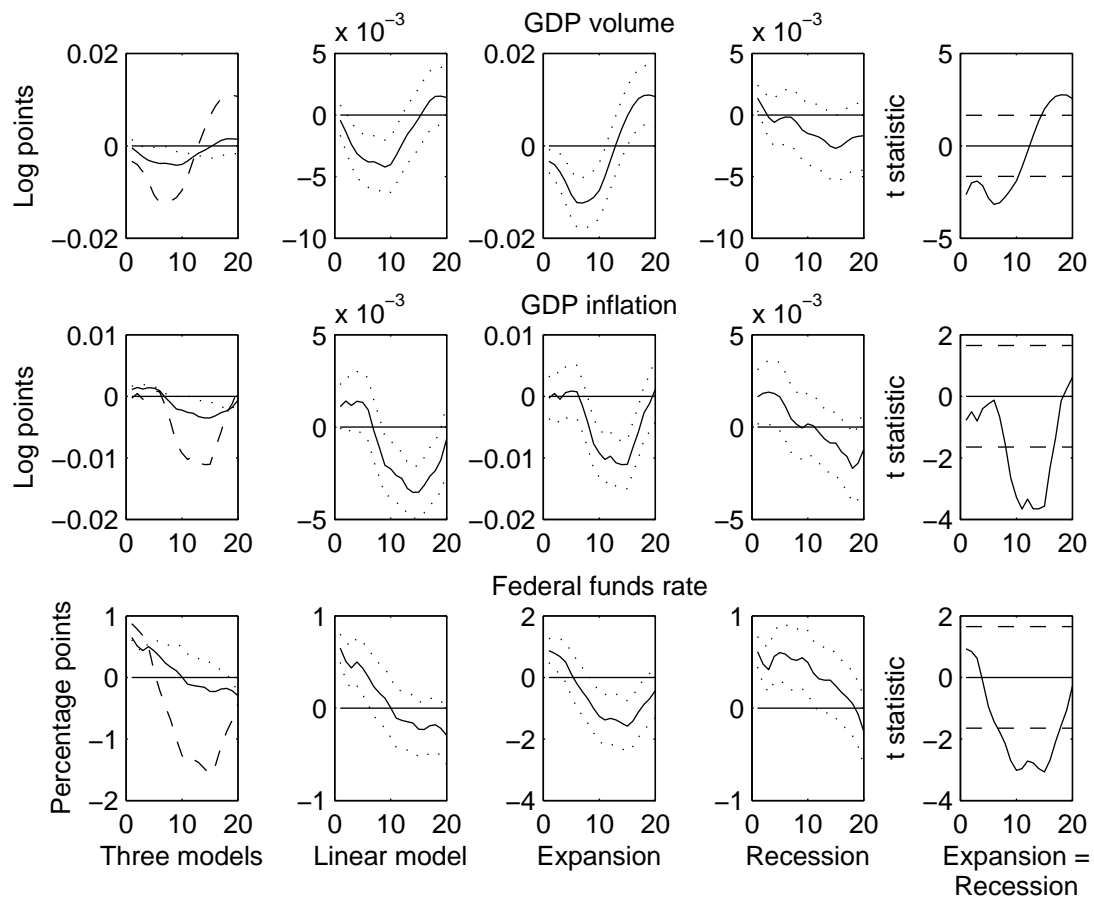 GDP volume
x 10⁻³
x 10⁻³
Log points
t statistic
0.02
0
−0.02
0 10 20
5
0
−5
−10
0 10 20
0.02
0
−0.02
0 10 20
5
0
−5
−10
0 10 20
5
0
−5
0 10 20
GDP inflation
x 10⁻³
x 10⁻³
Log points
t statistic
0.01
0
−0.01
−0.02
0 10 20
5
0
−5
0 10 20
0.01
0
−0.01
−0.02
0 10 20
5
0
−5
0 10 20
2
0
−2
−4
0 10 20
Federal funds rate
Percentage points
t statistic
1
0
−1
−2
0 10 20
1
0
−1
0 10 20
2
0
−2
−4
0 10 20
1
0
−1
0 10 20
2
0
−2
−4
0 10 20
Three models
Linear model
Expansion
Recession
Expansion =
Recession